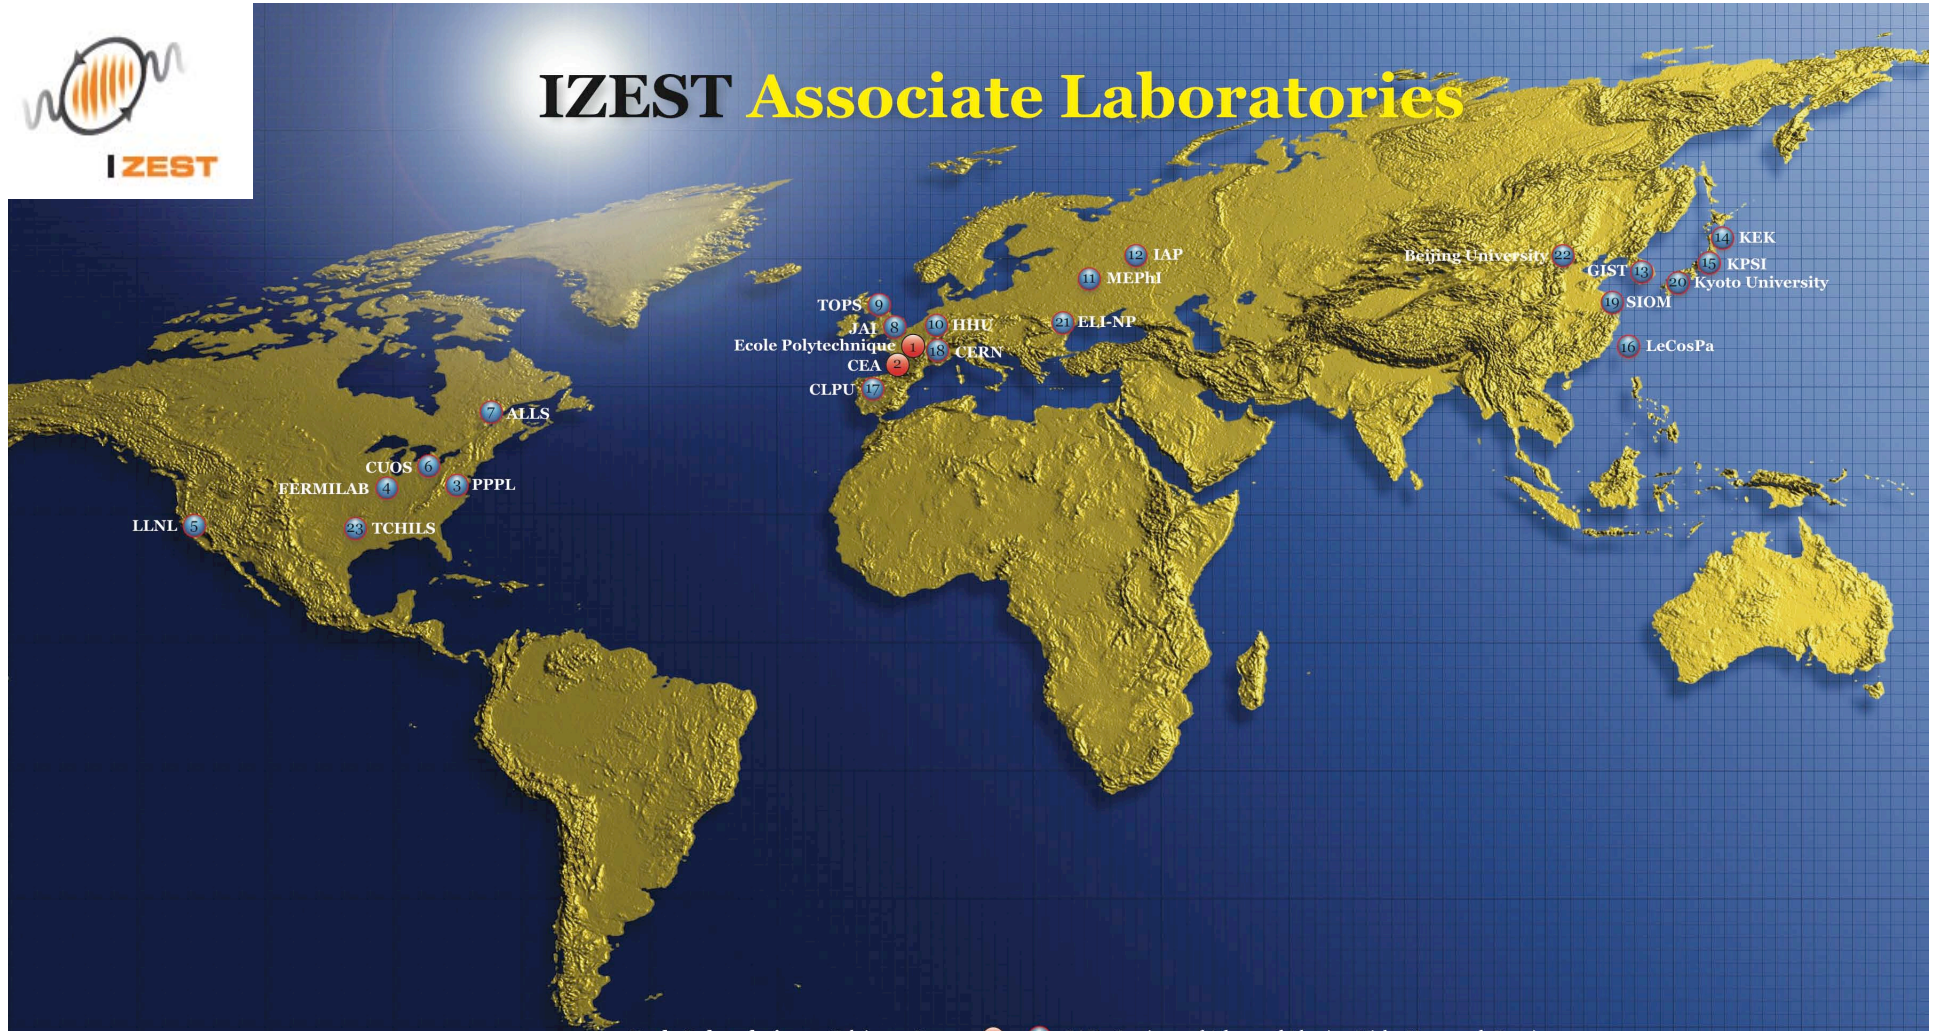 IZEST
IZEST Associate Laboratories
14 KEK
12 IAP
Beijing University 22
15 KPSI
GIST 13
11 MEPhI
20 Kyoto University
TOPS 9
19 SIOM
21 ELI-NP
JAI 8
10 HHU
Ecole Polytechnique 1
16 LeCosPa
18 CERN
CEA 2
CLPU 17
7 ALLS
CUOS 6
FERMILAB 4
3 PPPL
LLNL 5
23 TCHILS